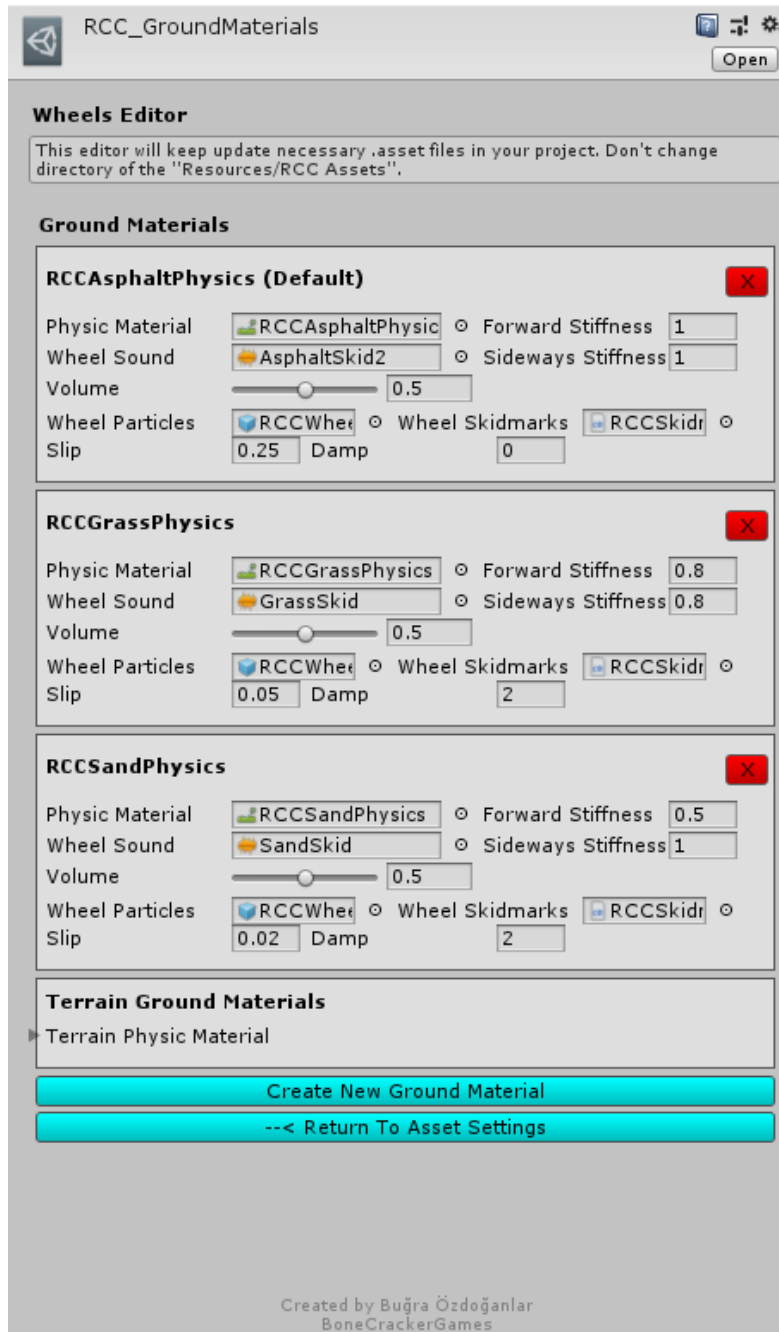 RCC_GroundMaterials
Open
Wheels Editor
This editor will keep update necessary .asset files in your project. Don't change
directory of the "Resources/RCC Assets".
Ground Materials
RCCAsphaltPhysics (Default)
X
Physic Material RCCAsphaltPhysic Forward Stiffness 1
Wheel Sound AsphaltSkid2 Sideways Stiffness 1
Volume 0.5
Wheel Particles RCCWhee Wheel Skidmarks RCCSkidr
Slip 0.25 Damp 0
RCCGrassPhysics
X
Physic Material RCCGrassPhysics Forward Stiffness 0.8
Wheel Sound GrassSkid Sideways Stiffness 0.8
Volume 0.5
Wheel Particles RCCWhee Wheel Skidmarks RCCSkidr
Slip 0.05 Damp 2
RCCSandPhysics
X
Physic Material RCCSandPhysics Forward Stiffness 0.5
Wheel Sound SandSkid Sideways Stiffness 1
Volume 0.5
Wheel Particles RCCWhee Wheel Skidmarks RCCSkidr
Slip 0.02 Damp 2
Terrain Ground Materials
Terrain Physic Material
Create New Ground Material
--< Return To Asset Settings
Created by Buğra Özdoğanlar
BoneCrackerGames